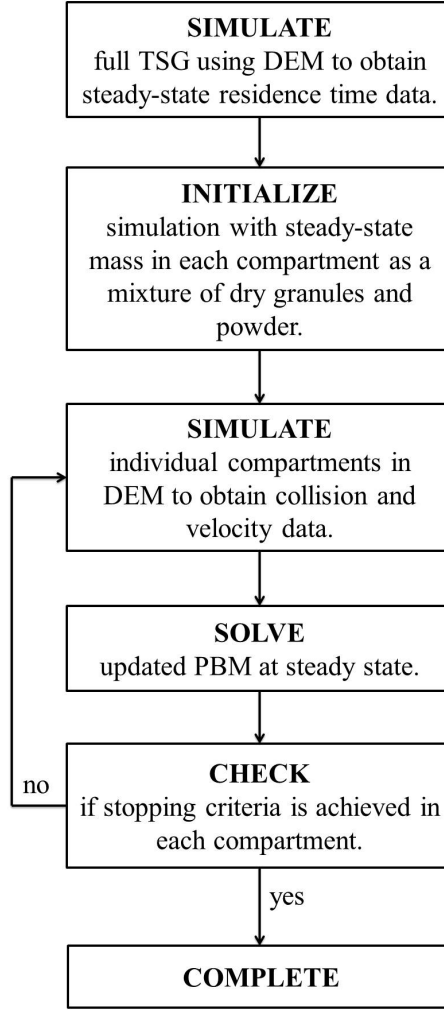 SIMULATE
full TSG using DEM to obtain
steady-state residence time data.
INITIALIZE
simulation with steady-state
mass in each compartment as a
mixture of dry granules and
powder.
SIMULATE
individual compartments in
DEM to obtain collision and
velocity data.
SOLVE
updated PBM at steady state.
no
CHECK
if stopping criteria is achieved in
each compartment.
yes
COMPLETE